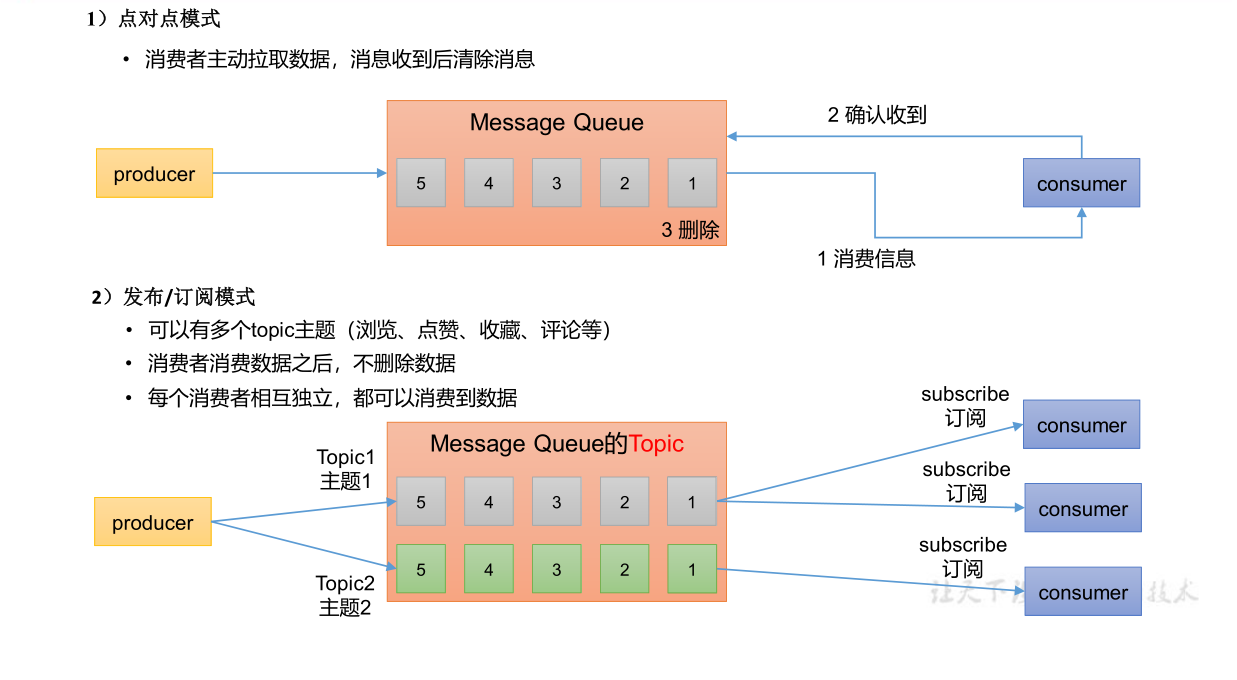 1）点对点模式
• 消费者主动拉取数据，消息收到后清除消息
Message Queue
2 确认收到
producer
5 4 3 2 1
consumer
3 删除
1 消费信息
2）发布/订阅模式
• 可以有多个topic主题（浏览、点赞、收藏、评论等）
• 消费者消费数据之后，不删除数据
• 每个消费者相互独立，都可以消费到数据
Message Queue的Topic
Topic1
主题1
5 4 3 2 1
producer
5 4 3 2 1
Topic2
主题2
subscribe
订阅
consumer
subscribe
订阅
consumer
subscribe
订阅
consumer
让天下 技术